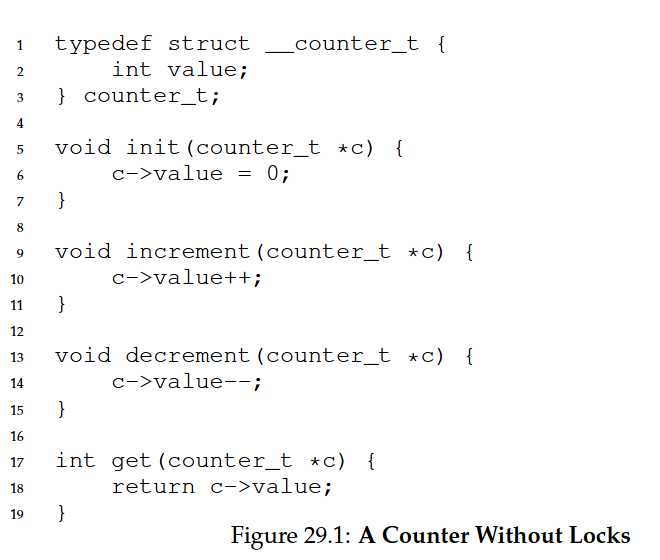 1 typedef struct __counter_t {
2 int value;
3 } counter_t;
4
5 void init(counter_t *c) {
6 c->value = 0;
7 }
8
9 void increment(counter_t *c) {
10 c->value++;
11 }
12
13 void decrement(counter_t *c) {
14 c->value--;
15 }
16
17 int get(counter_t *c) {
18 return c->value;
19 }
Figure 29.1: A Counter Without Locks